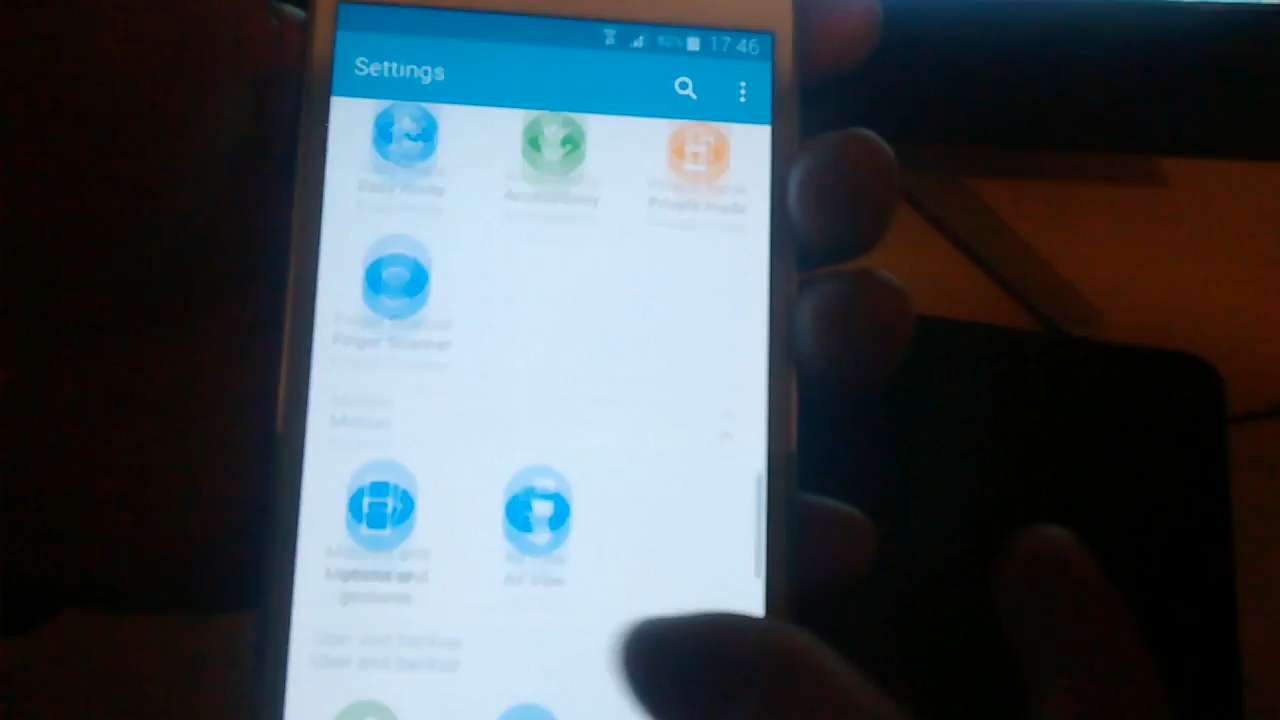 17:46
Settings
Easy mode
Accessibility
Private mode
Finger Scanner
Motion
Motions and
gestures
Air view
User and backup